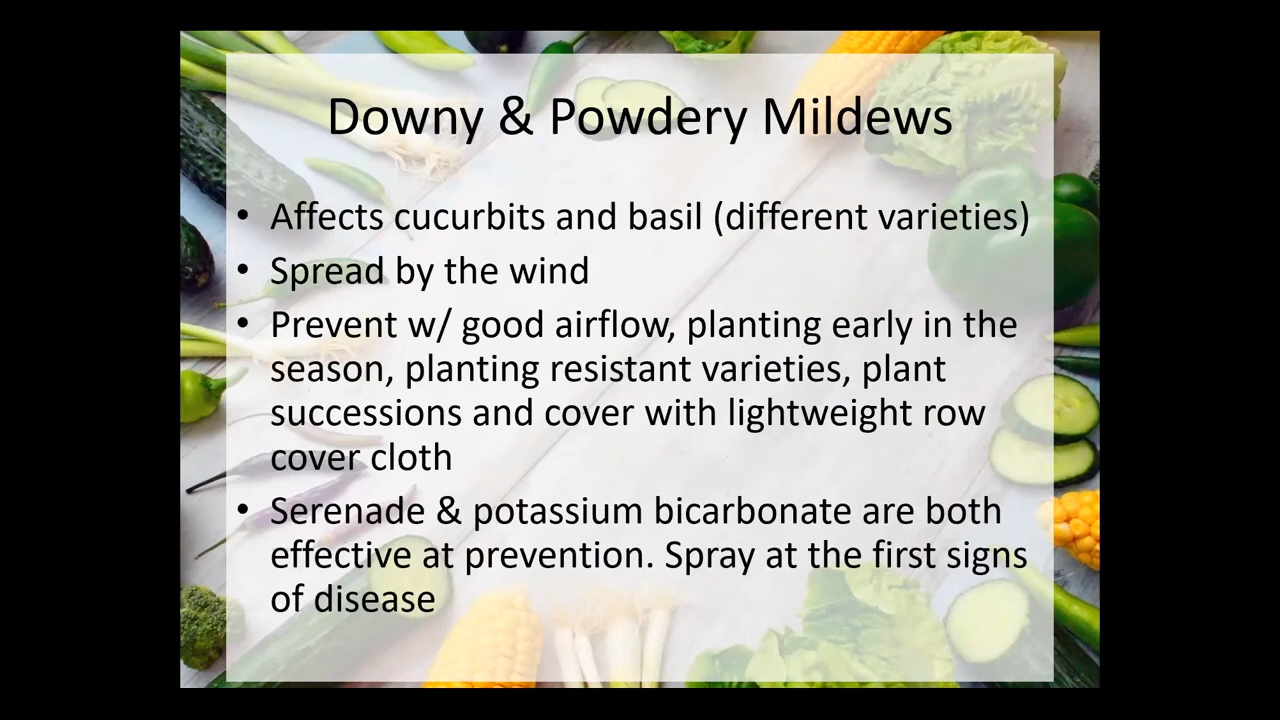 Downy & Powdery Mildews
• Affects cucurbits and basil (different varieties)
• Spread by the wind
• Prevent w/ good airflow, planting early in the
season, planting resistant varieties, plant
successions and cover with lightweight row
cover cloth
• Serenade & potassium bicarbonate are both
effective at prevention. Spray at the first signs
of disease